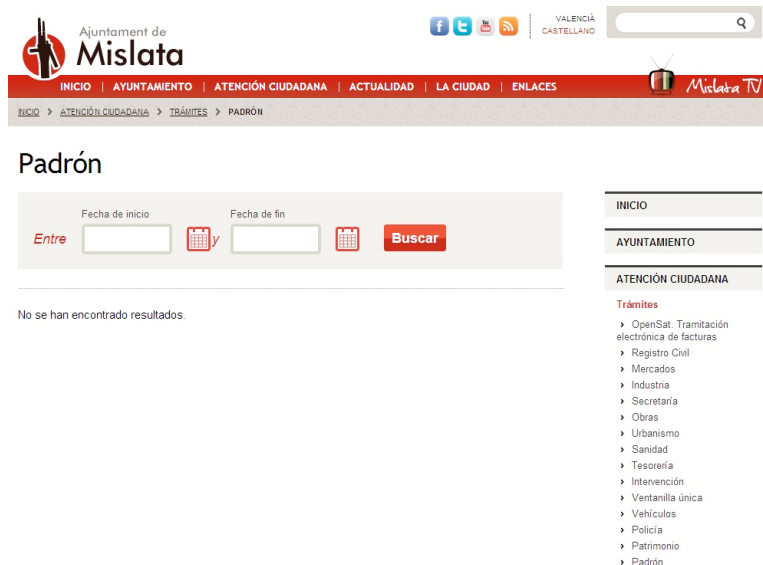 Ajuntament de
Mislata
VALENCIÀ
CASTELLANO
INICIO | AYUNTAMIENTO | ATENCIÓN CIUDADANA | ACTUALIDAD | LA CIUDAD | ENLACES
Mislata TV
INICIO > ATENCIÓN CIUDADANA > TRÁMITES > PADRÓN
Padrón
Fecha de inicio
Fecha de fin
Entre
y
Buscar
No se han encontrado resultados.
INICIO
AYUNTAMIENTO
ATENCIÓN CIUDADANA
Trámites
› OpenSat. Tramitación
electrónica de facturas
› Registro Civil
› Mercados
› Industria
› Secretaría
› Obras
› Urbanismo
› Sanidad
› Tesorería
› Intervención
› Ventanilla única
› Vehículos
› Policía
› Patrimonio
› Padrón